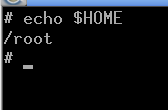 # echo $HOME
/root
# _